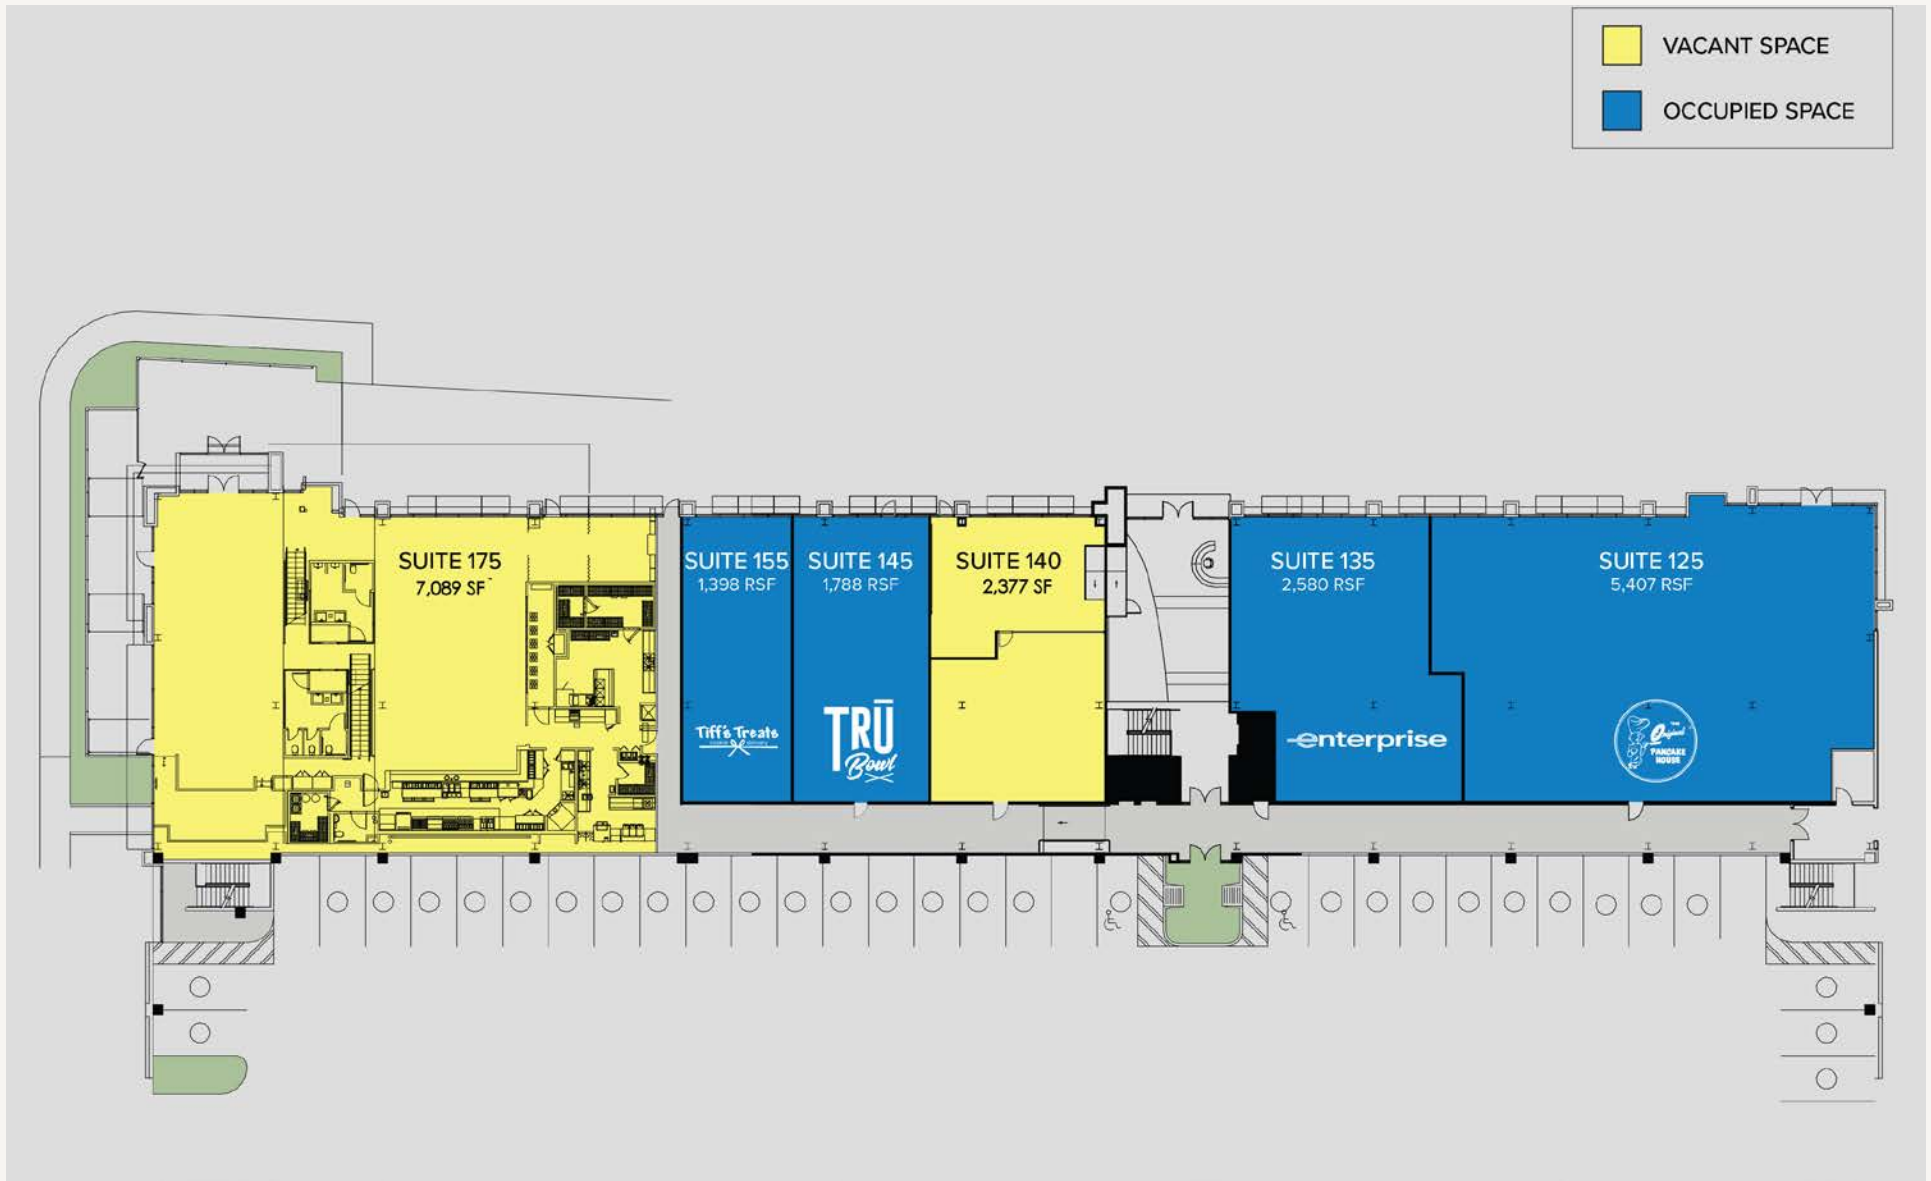 VACANT SPACE
OCCUPIED SPACE
SUITE 175
7,089 SF
SUITE 155
1,398 RSF
Tiff's Treats
SUITE 145
1,788 RSF
TRŪ
Bowl
SUITE 140
2,377 SF
SUITE 135
2,580 RSF
enterprise
SUITE 125
5,407 RSF
THE
Original
PANCAKE
HOUSE